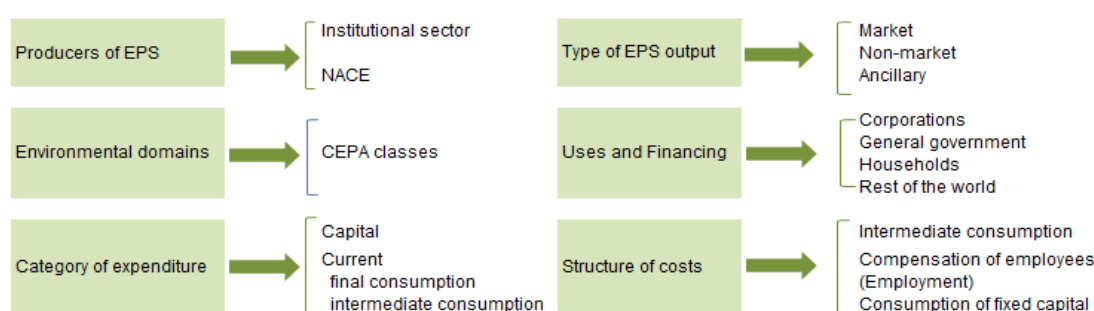 Producers of EPS
Institutional sector
NACE
Type of EPS output
Market
Non-market
Ancillary
Environmental domains
CEPA classes
Uses and Financing
Corporations
General government
Households
Rest of the world
Category of expenditure
Capital
Current
final consumption
intermediate consumption
Structure of costs
Intermediate consumption
Compensation of employees
(Employment)
Consumption of fixed capital